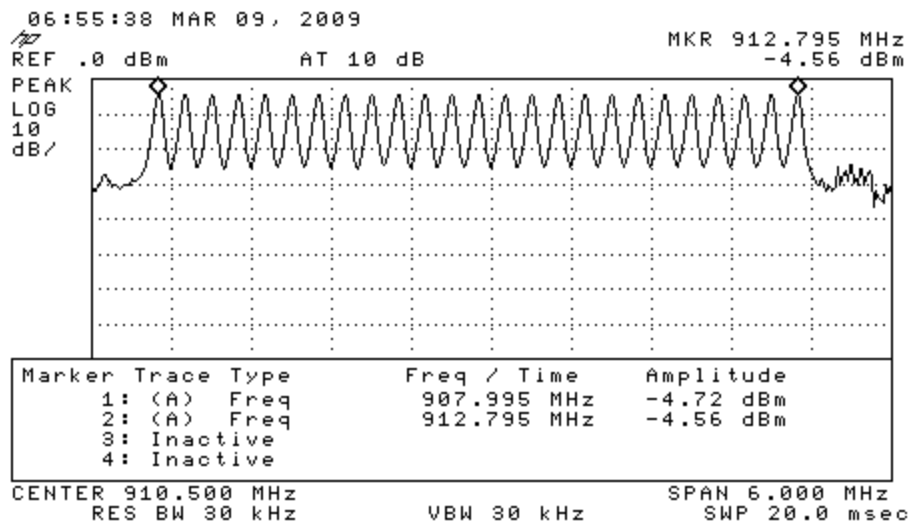 06:55:38 MAR 09, 2009
hp
MKR 912.795 MHz
REF .0 dBm AT 10 dB -4.56 dBm
PEAK
LOG
10
dB/
Marker Trace Type Freq / Time Amplitude
1: (A) Freq 907.995 MHz -4.72 dBm
2: (A) Freq 912.795 MHz -4.56 dBm
3: Inactive
4: Inactive
CENTER 910.500 MHz SPAN 6.000 MHz
RES BW 30 kHz VBW 30 kHz SWP 20.0 msec